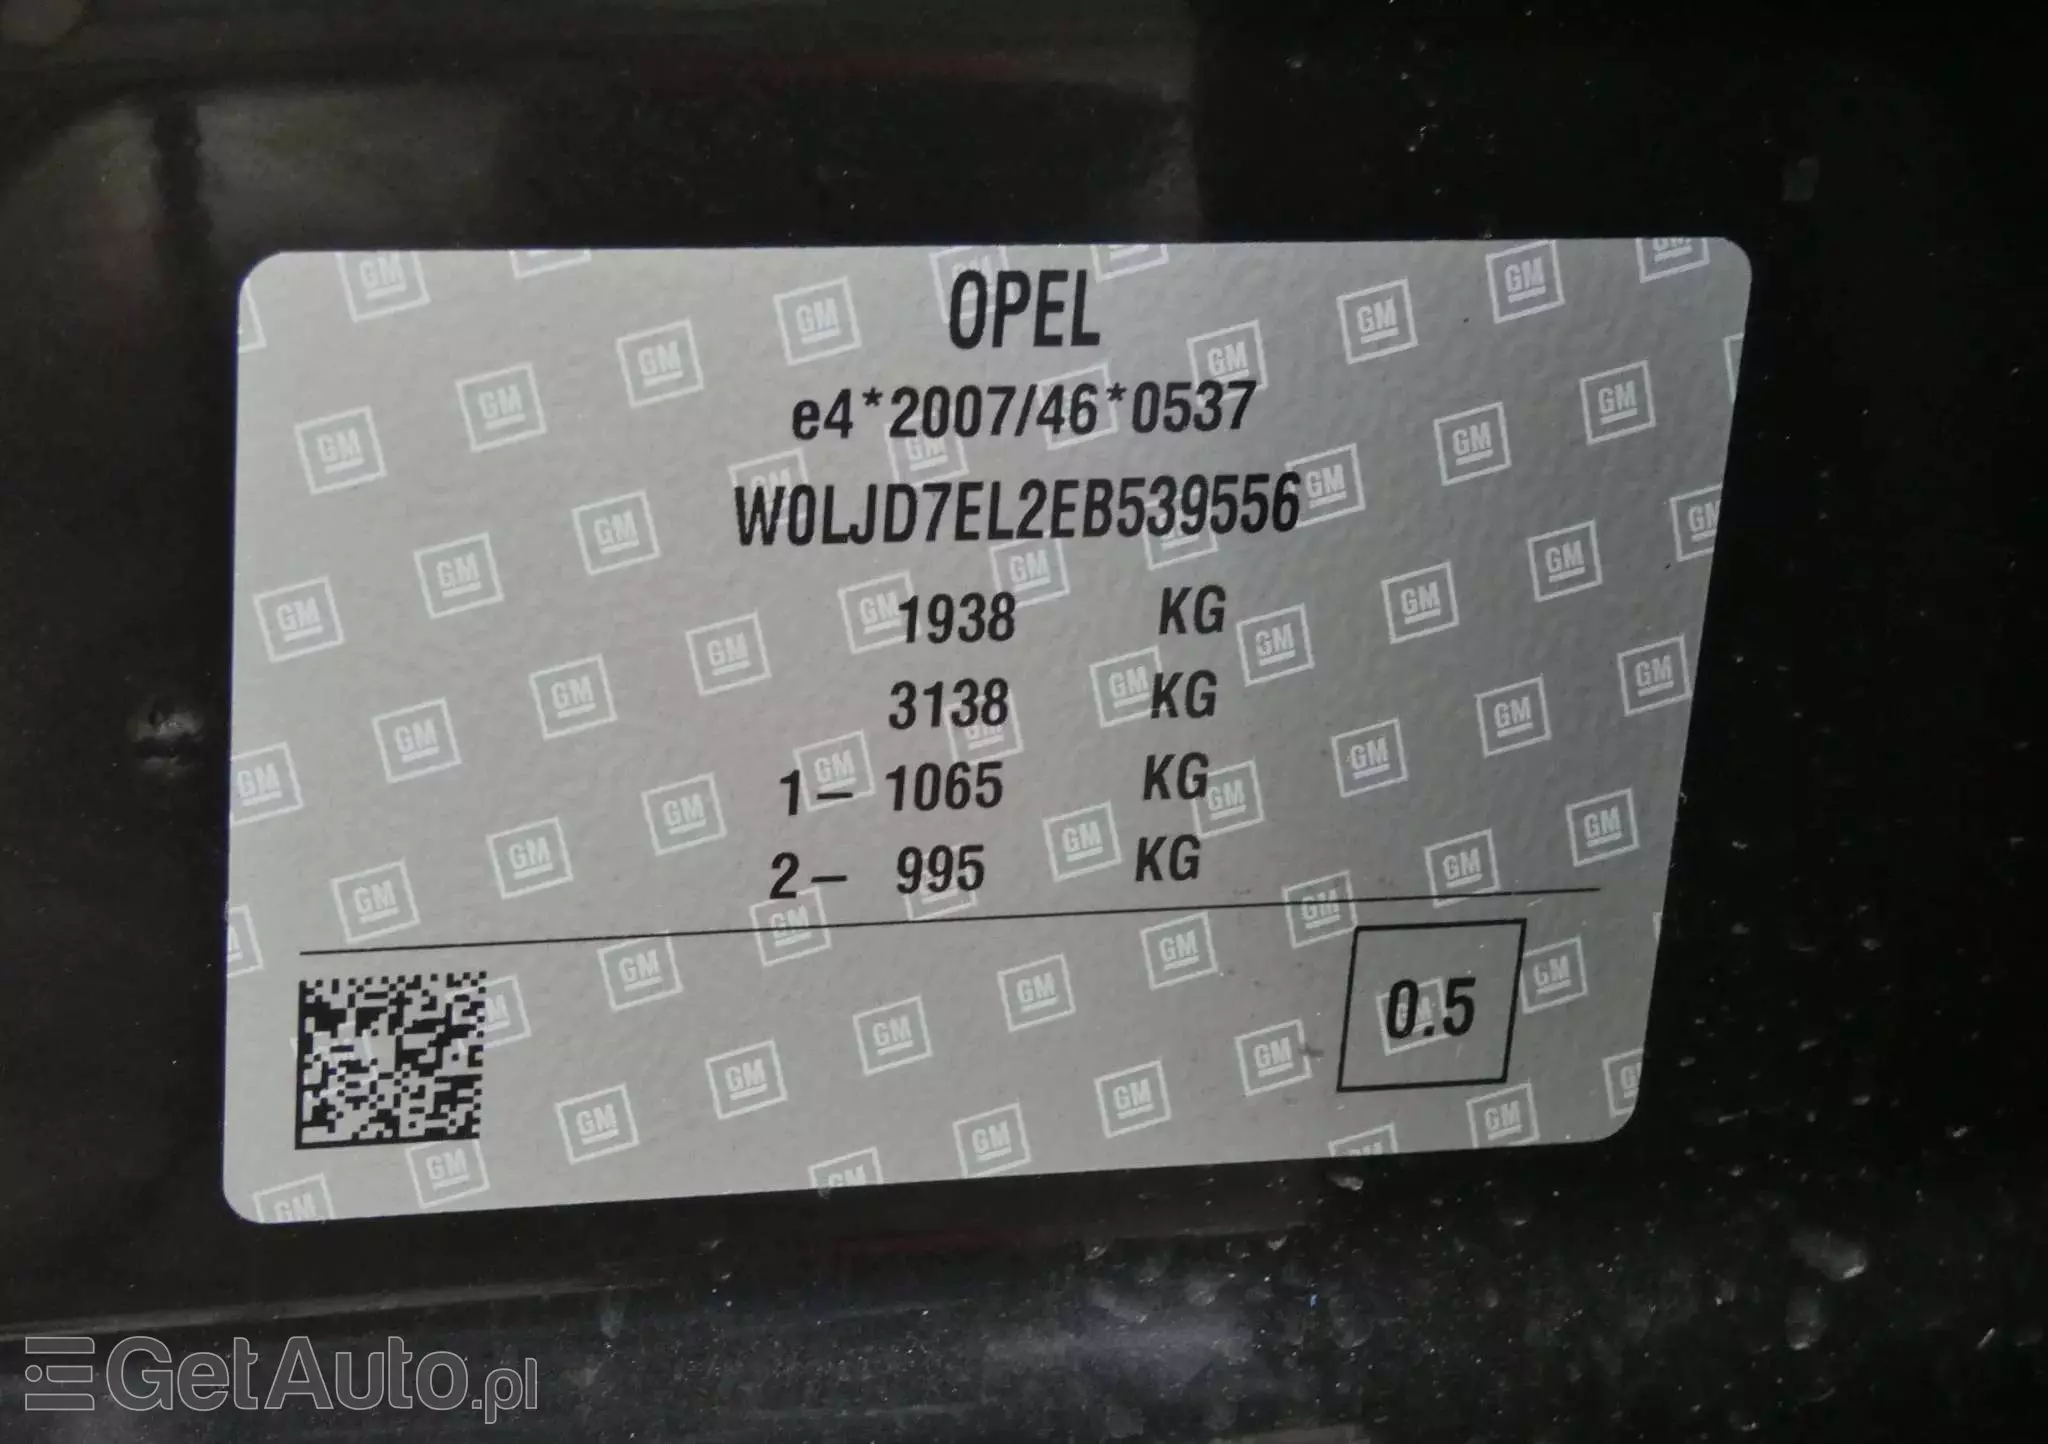 OPEL
e4*2007/46*0537
W0LJD7EL2EB539556
1938 KG
3138 KG
1– 1065 KG
2– 995 KG
0.5
GetAuto.pl